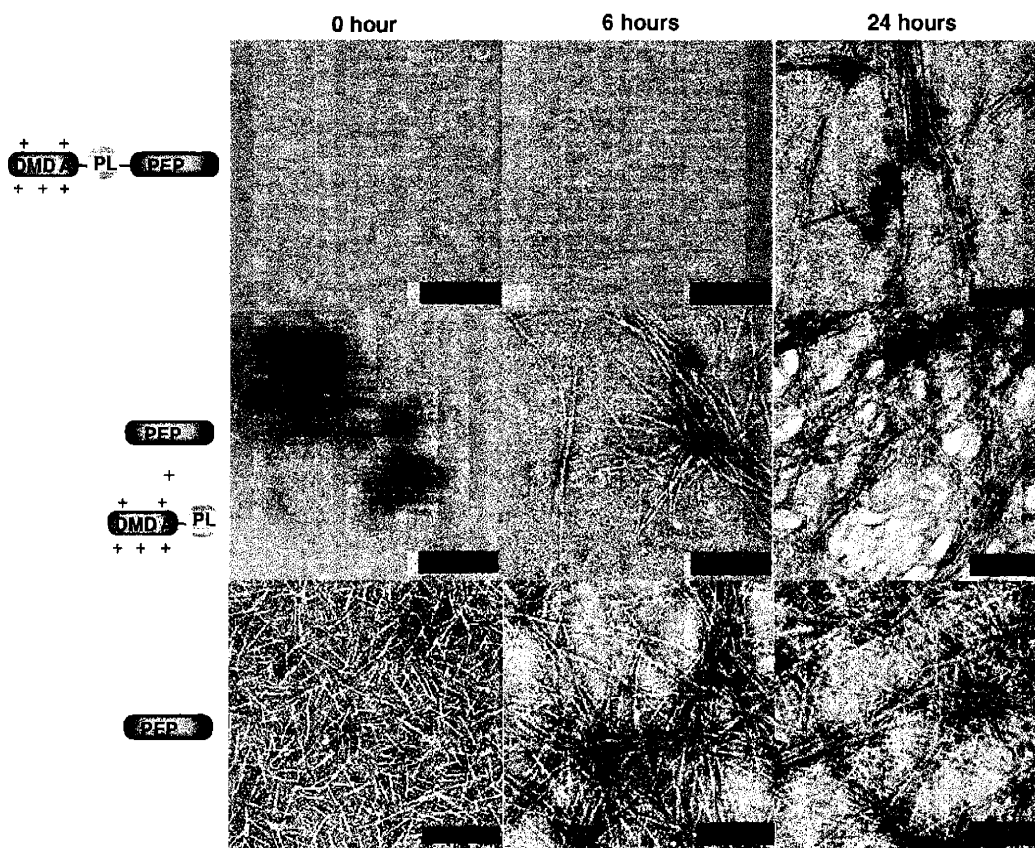 0 hour 6 hours 24 hours
+ +
DMDA PL PEP
+ + +
PEP
+
+ +
DMDA PL
+ + +
PEP